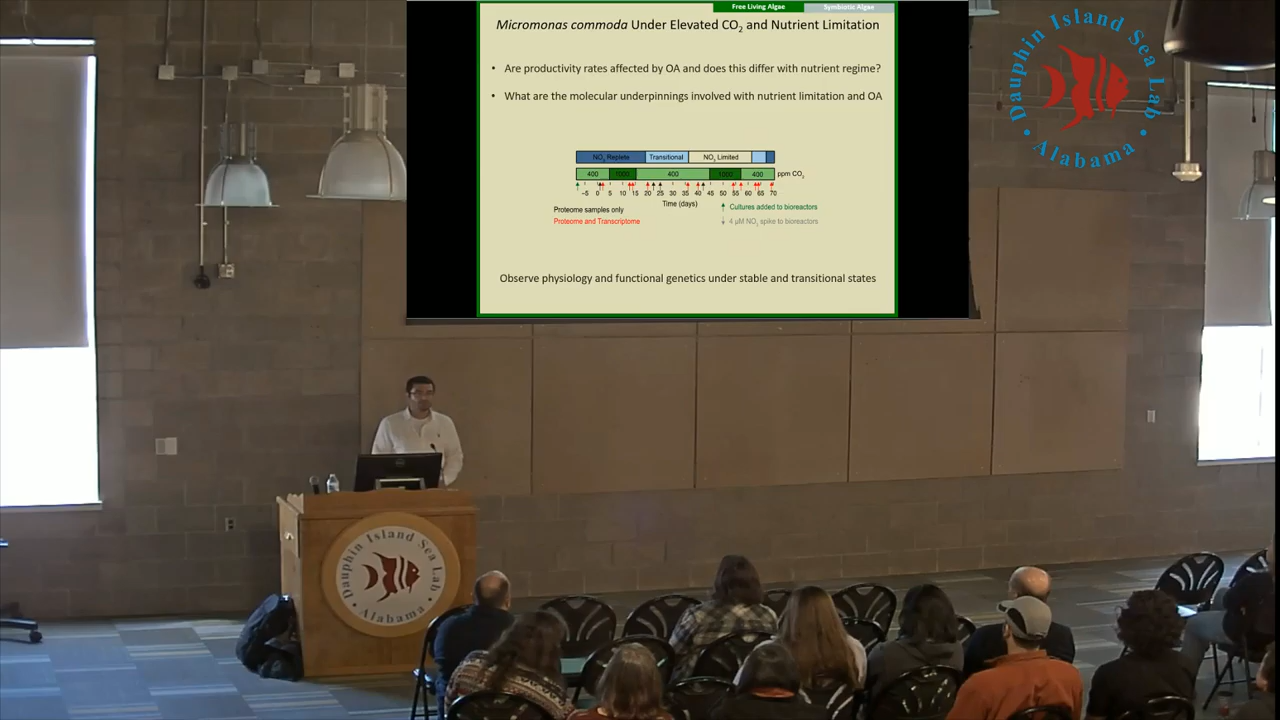 Free Living Algae
Symbiotic Algae
Micromonas commoda Under Elevated CO2 and Nutrient Limitation
• Are productivity rates affected by OA and does this differ with nutrient regime?
• What are the molecular underpinnings involved with nutrient limitation and OA
NO3 Replete
Transitional
NO3 Limited
400
1000
400
1000
400
ppm CO2
-5 0 5 10 15 20 25 30 35 40 45 50 55 60 65 70
Time (days)
Proteome samples only
Proteome and Transcriptome
Cultures added to bioreactors
4 µM NO3 spike to bioreactors
Observe physiology and functional genetics under stable and transitional states
Dauphin Island Sea Lab
Alabama
Dauphin Island Sea Lab
Alabama